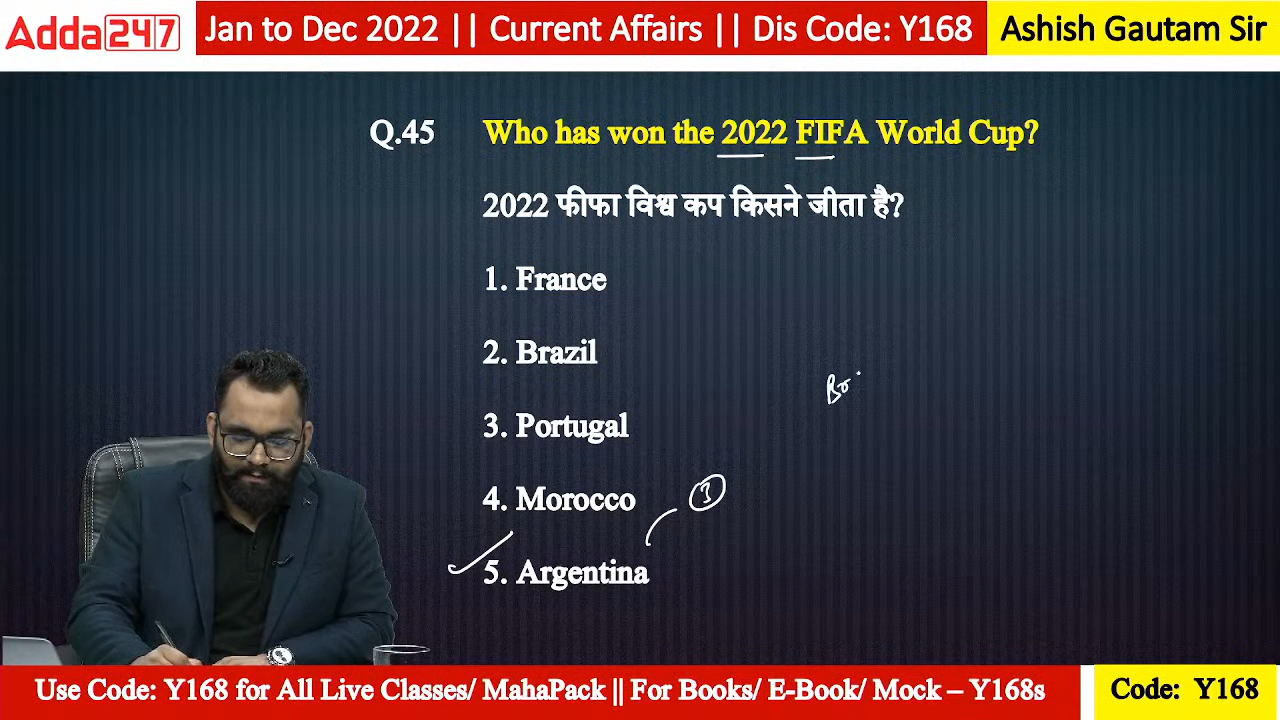 Adda247 Jan to Dec 2022 || Current Affairs || Dis Code: Y168 Ashish Gautam Sir
Q.45 Who has won the 2022 FIFA World Cup?
2022 फीफा विश्व कप किसने जीता है?
1. France
2. Brazil
3. Portugal
4. Morocco
5. Argentina
Use Code: Y168 for All Live Classes/ MahaPack || For Books/ E-Book/ Mock – Y168s Code: Y168